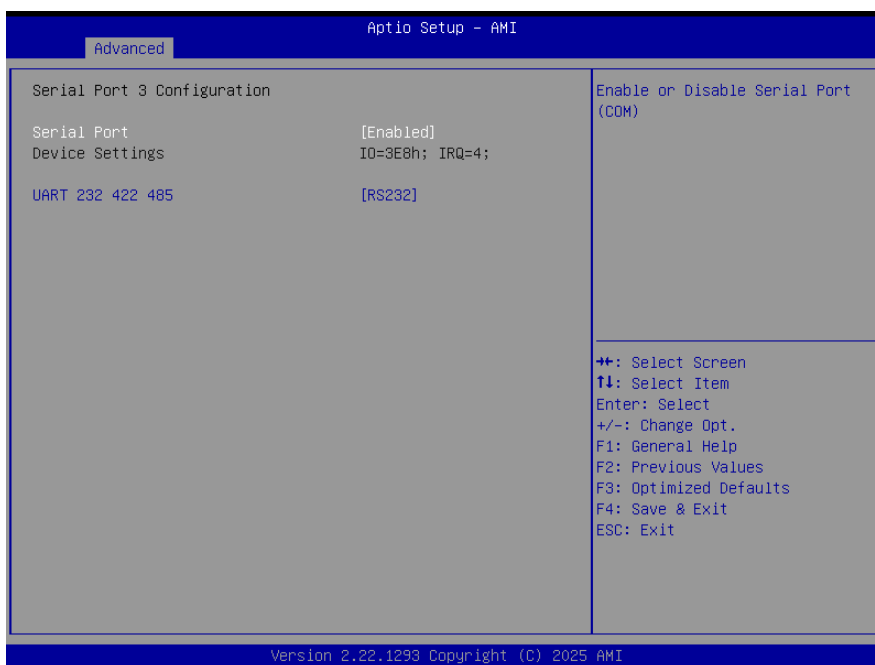 Aptio Setup – AMI
Advanced
Serial Port 3 Configuration
Serial Port [Enabled]
Device Settings IO=3E8h; IRQ=4;
UART 232 422 485 [RS232]
Enable or Disable Serial Port
(COM)
→←: Select Screen
↑↓: Select Item
Enter: Select
+/-: Change Opt.
F1: General Help
F2: Previous Values
F3: Optimized Defaults
F4: Save & Exit
ESC: Exit
Version 2.22.1293 Copyright (C) 2025 AMI